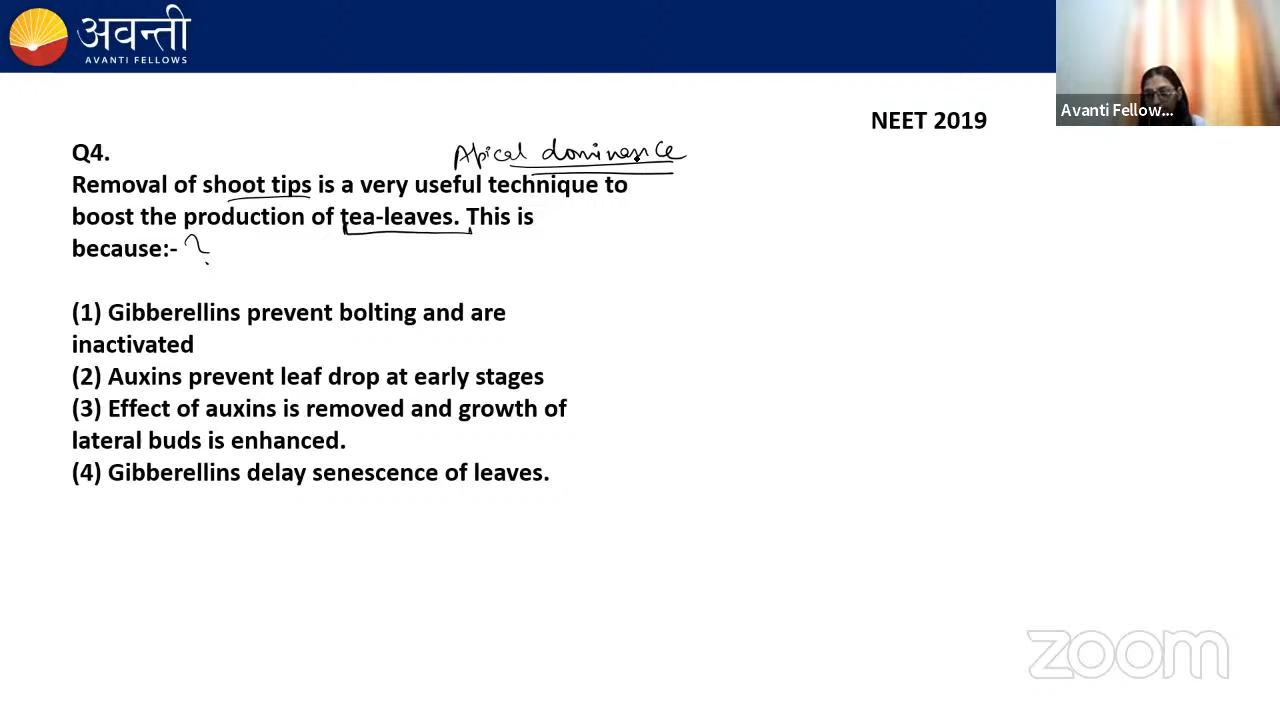 अवन्ती
AVANTI FELLOWS
Avanti Fellow...
NEET 2019
Q4.
Apical dominance
Removal of shoot tips is a very useful technique to
boost the production of tea-leaves. This is
because:- ?
(1) Gibberellins prevent bolting and are
inactivated
(2) Auxins prevent leaf drop at early stages
(3) Effect of auxins is removed and growth of
lateral buds is enhanced.
(4) Gibberellins delay senescence of leaves.
zoom